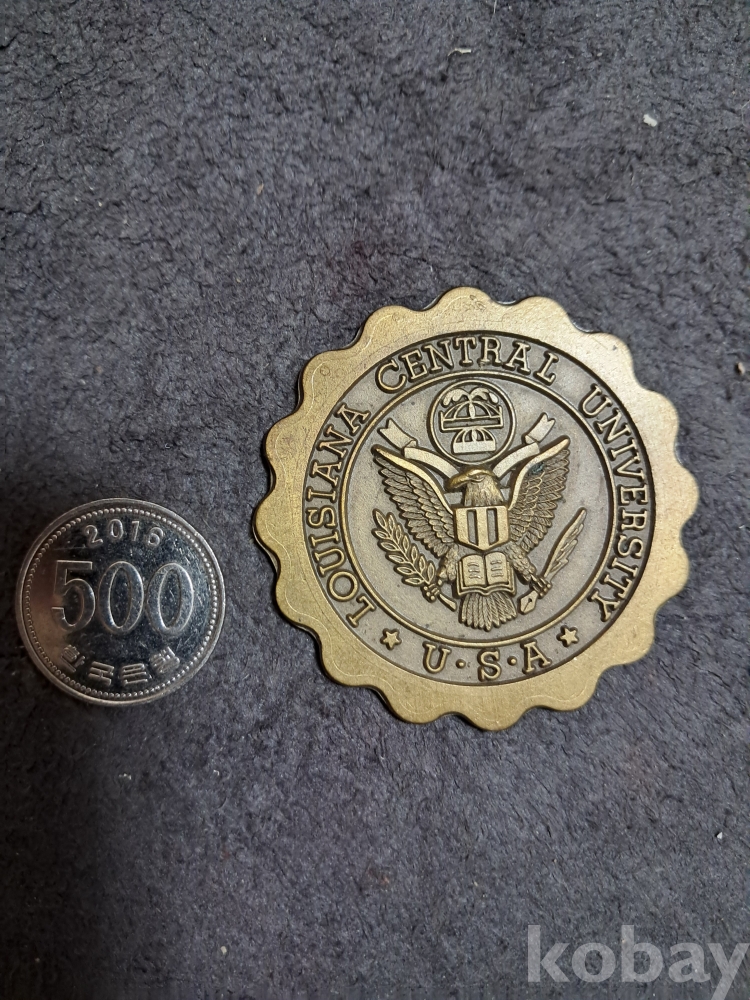 LOUISIANA CENTRAL UNIVERSITY
U·S·A
2016
500
한국은행
kobay